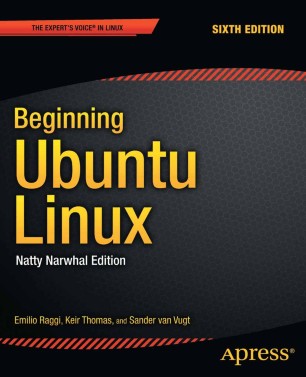 THE EXPERT'S VOICE® IN LINUX
SIXTH EDITION
Beginning
Ubuntu
Linux
Natty Narwhal Edition
Emilio Raggi, Keir Thomas, and Sander van Vugt
Apress®